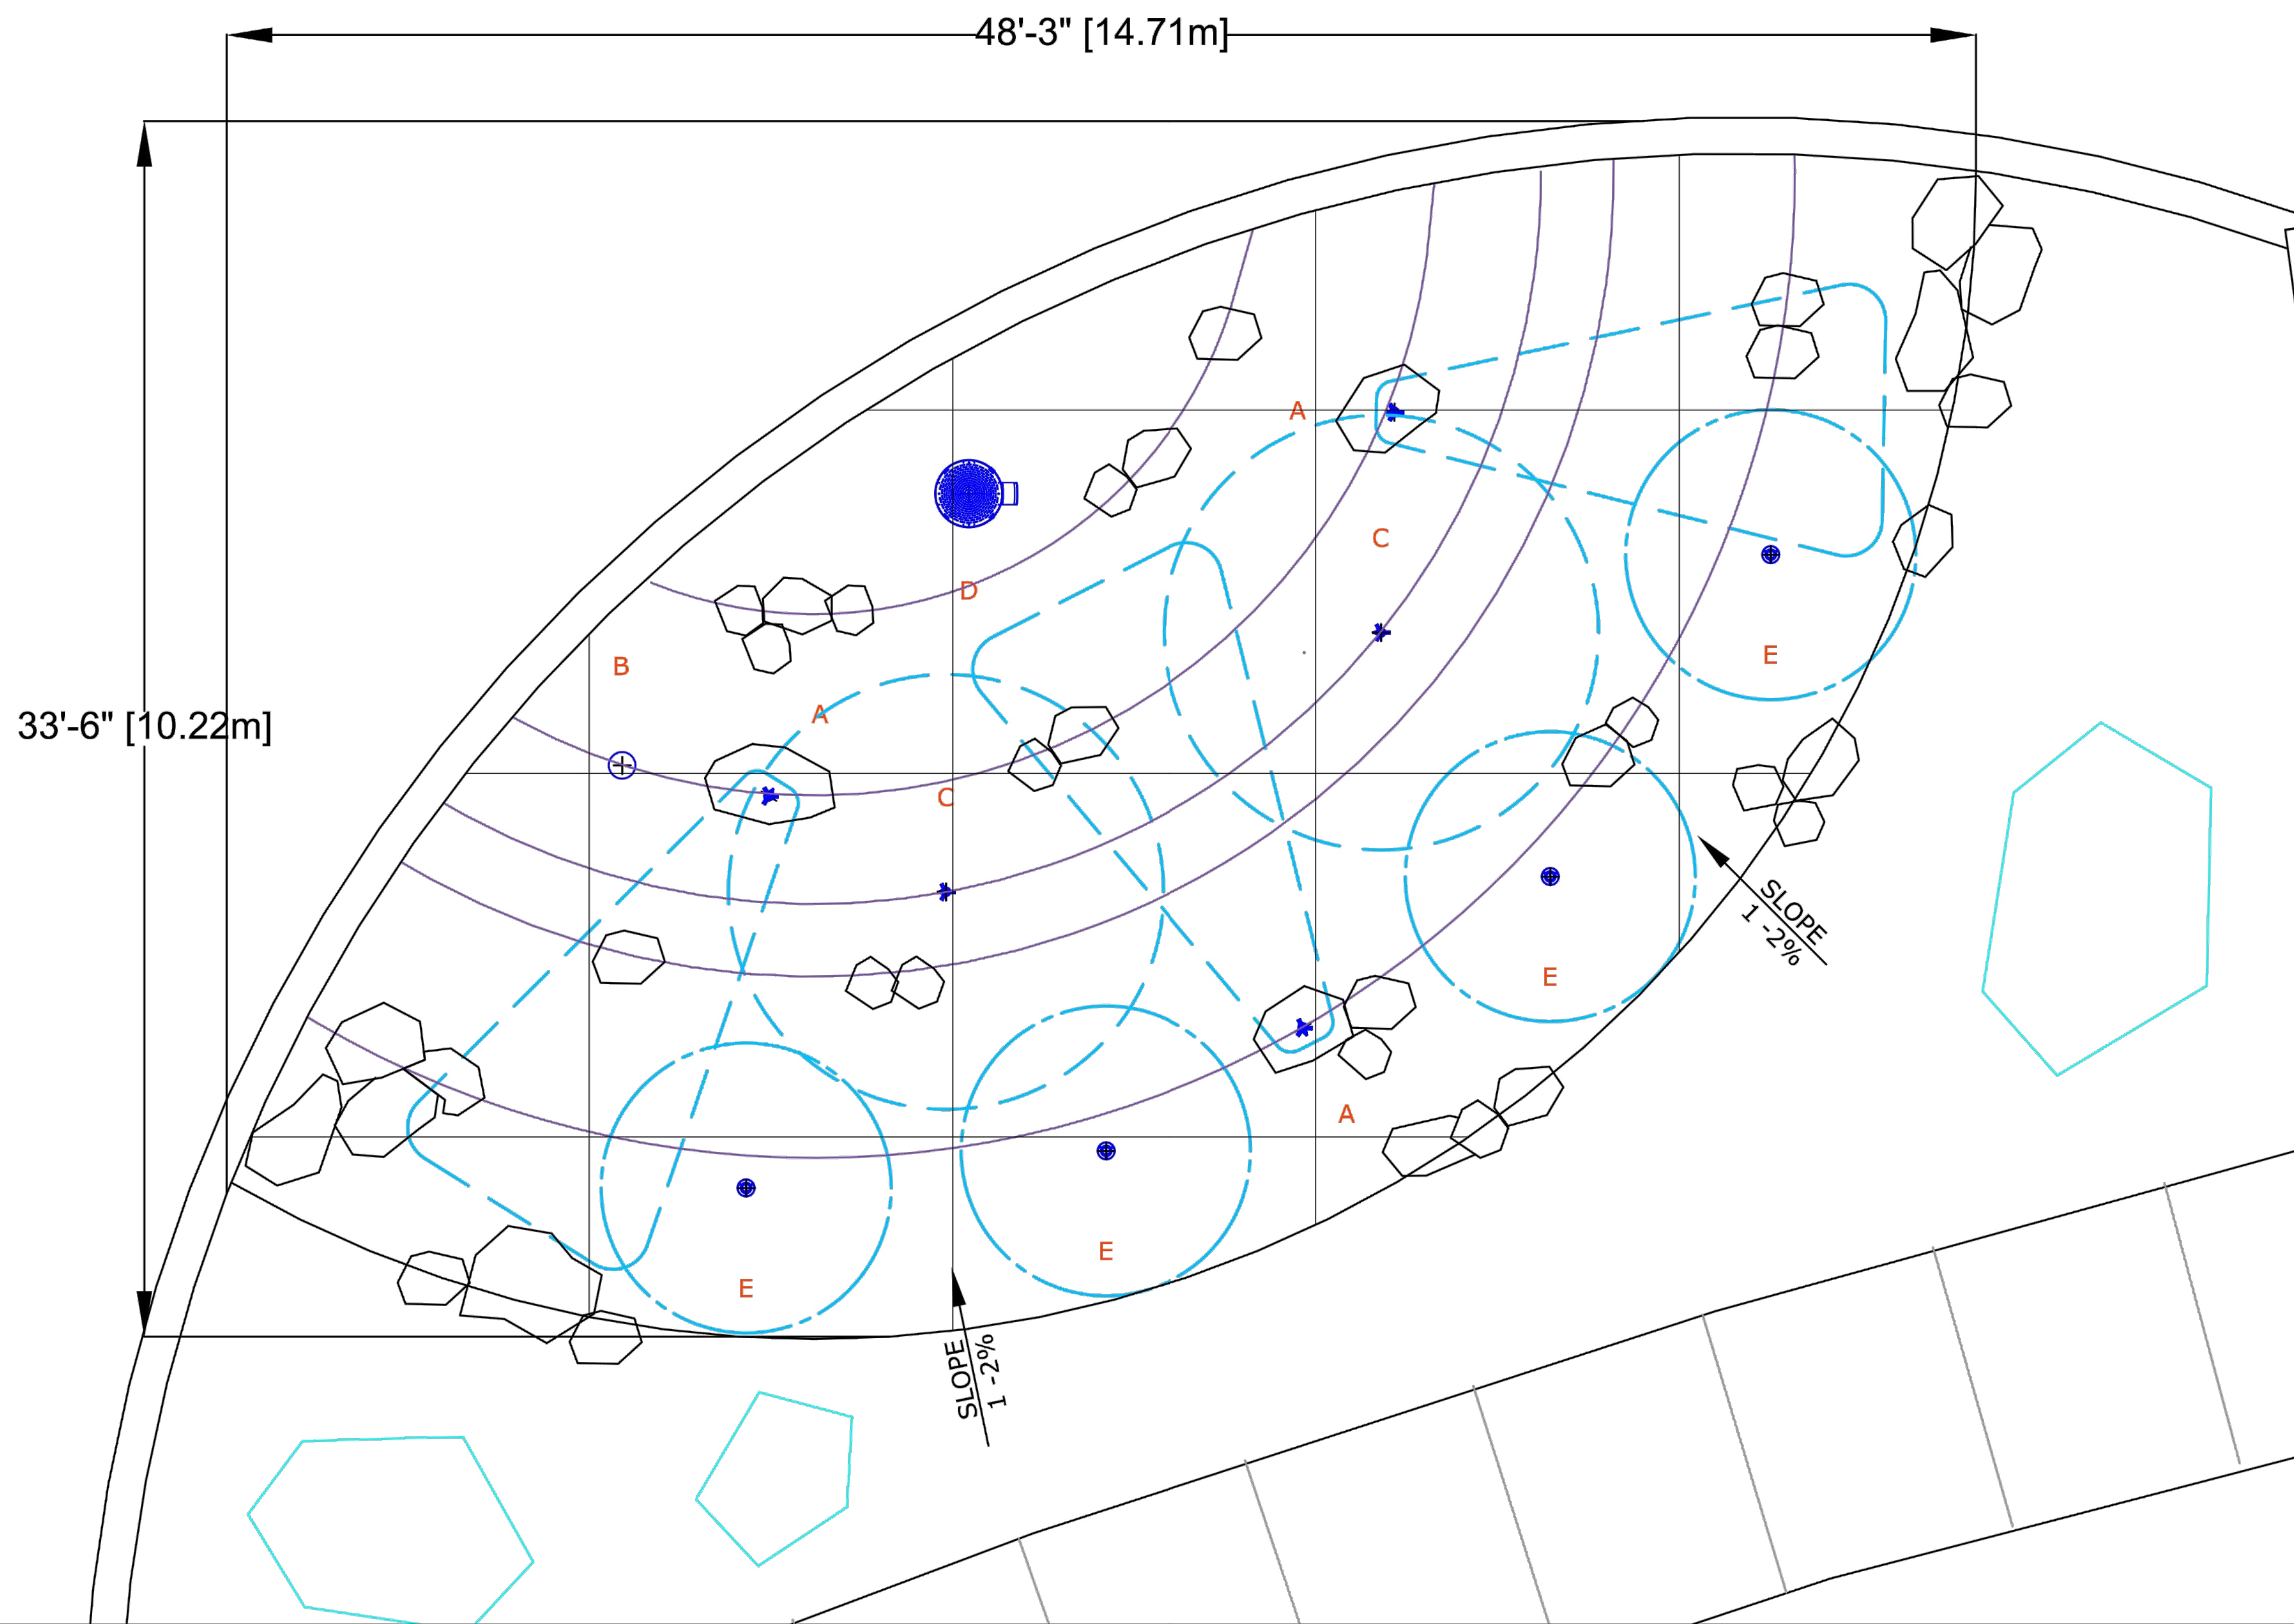 48'-3" [14.71m]
A
C
D
E
B
33'-6" [10.22m]
A
C
SLOPE
1 -2%
E
A
E
E
SLOPE
1 -2%